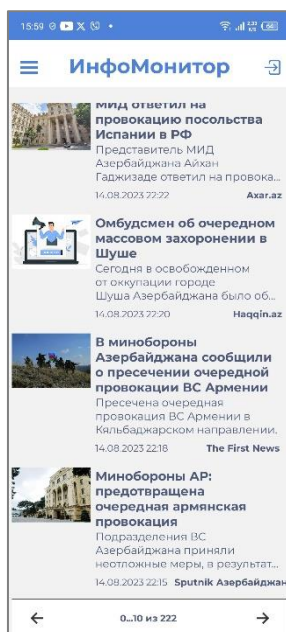 15:59
ИнфоМонитор
МИД ответил на
провокацию посольства
Испании в РФ
Представитель МИД
Азербайджана Айхан
Гаджизаде ответил на провока...
14.08.2023 22:22 Axar.az
Омбудсмен об очередном
массовом захоронении в
Шуше
Сегодня в освобожденном
от оккупации городе
Шуша Азербайджана было об...
14.08.2023 22:20 Haqqin.az
В минобороны
Азербайджана сообщили
о пресечении очередной
провокации ВС Армении
Пресечена очередная
провокация ВС Армении в
Кяльбаджарском направлении.
14.08.2023 22:18 The First News
Минобороны АР:
предотвращена
очередная армянская
провокация
Подразделения ВС
Азербайджана приняли
неотложные меры, в результат...
14.08.2023 22:15 Sputnik Азербайджан
0...10 из 222